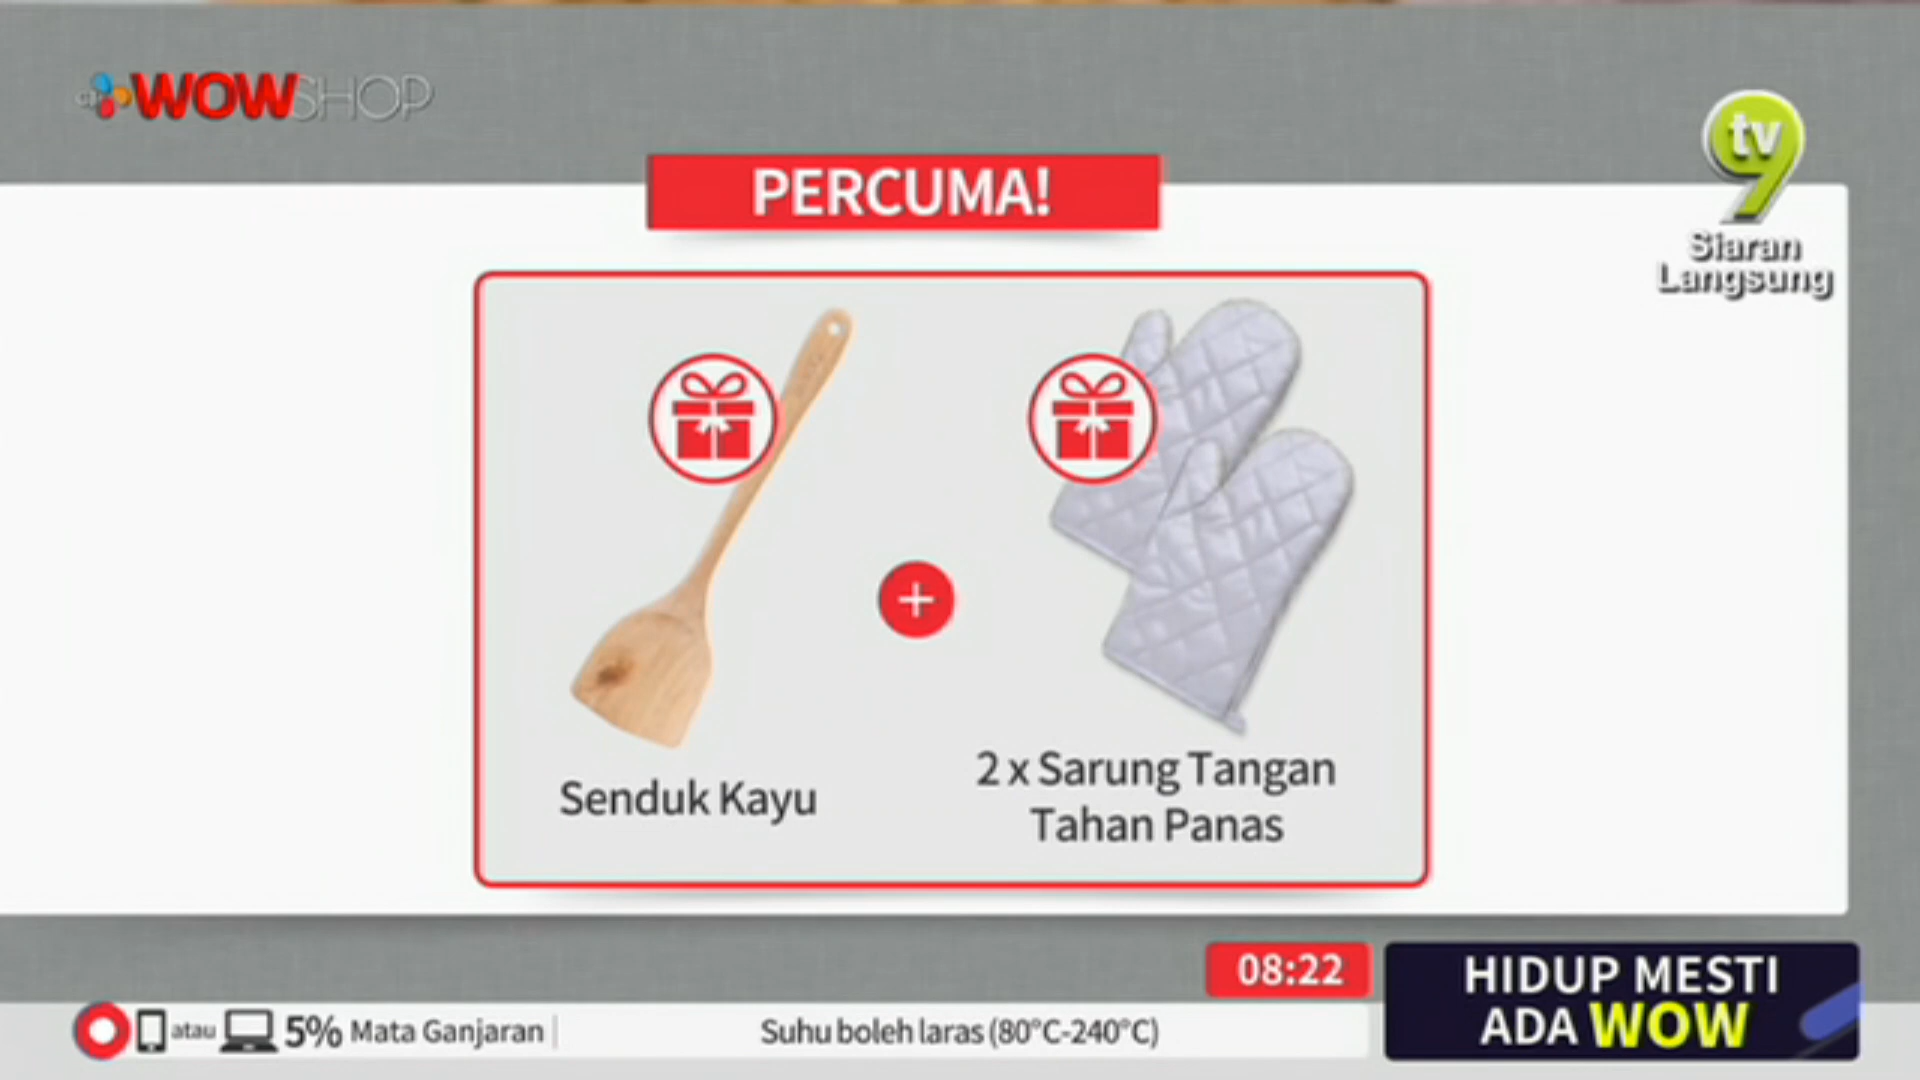 CJ WOWSHOP
tv9
Siaran
Langsung
PERCUMA!
Senduk Kayu
2 x Sarung Tangan
Tahan Panas
08:22
HIDUP MESTI
ADA WOW
atau 5% Mata Ganjaran
Suhu boleh laras (80°C-240°C)